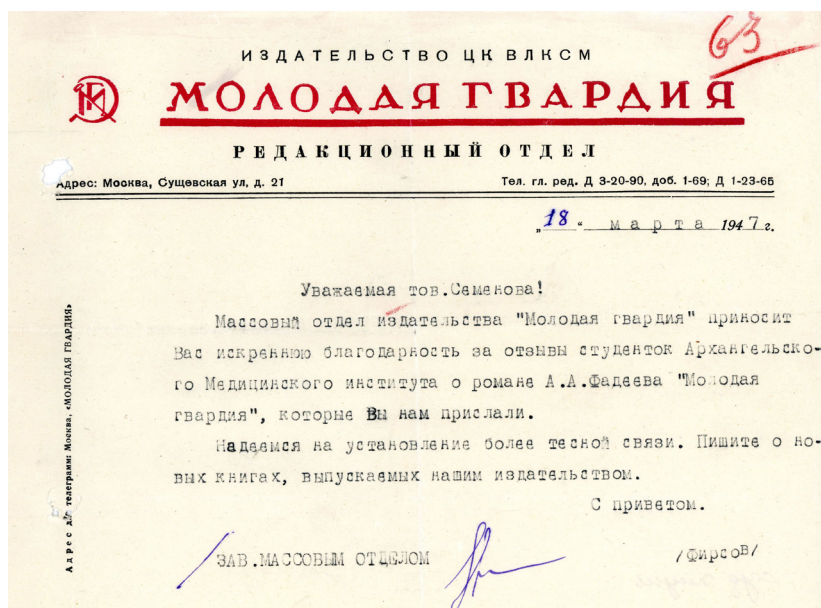 63
ИЗДАТЕЛЬСТВО ЦК ВЛКСМ
МОЛОДАЯ ГВАРДИЯ
РЕДАКЦИОННЫЙ ОТДЕЛ
Адрес: Москва, Сущевская ул, д. 21 Тел. гл. ред. Д 3-20-90, доб. 1-69; Д 1-23-65
„18“ марта 1947 г.
Уважаемая тов.Семенова!
Массовый отдел издательства "Молодая гвардия" приносит
Вас искреннюю благодарность за отзывы студенток Архангельско-
го Медицинского института о романе А.А.Фадеева "Молодая
гвардия", которые Вы нам прислали.
Надеемся на установление более тесной связи. Пишите о но-
вых книгах, выпускаемых нашим издательством.
С приветом.
ЗАВ.МАССОВЫМ ОТДЕЛОМ /Фирсов/
Адрес для телеграмм: Москва, «МОЛОДАЯ ГВАРДИЯ»